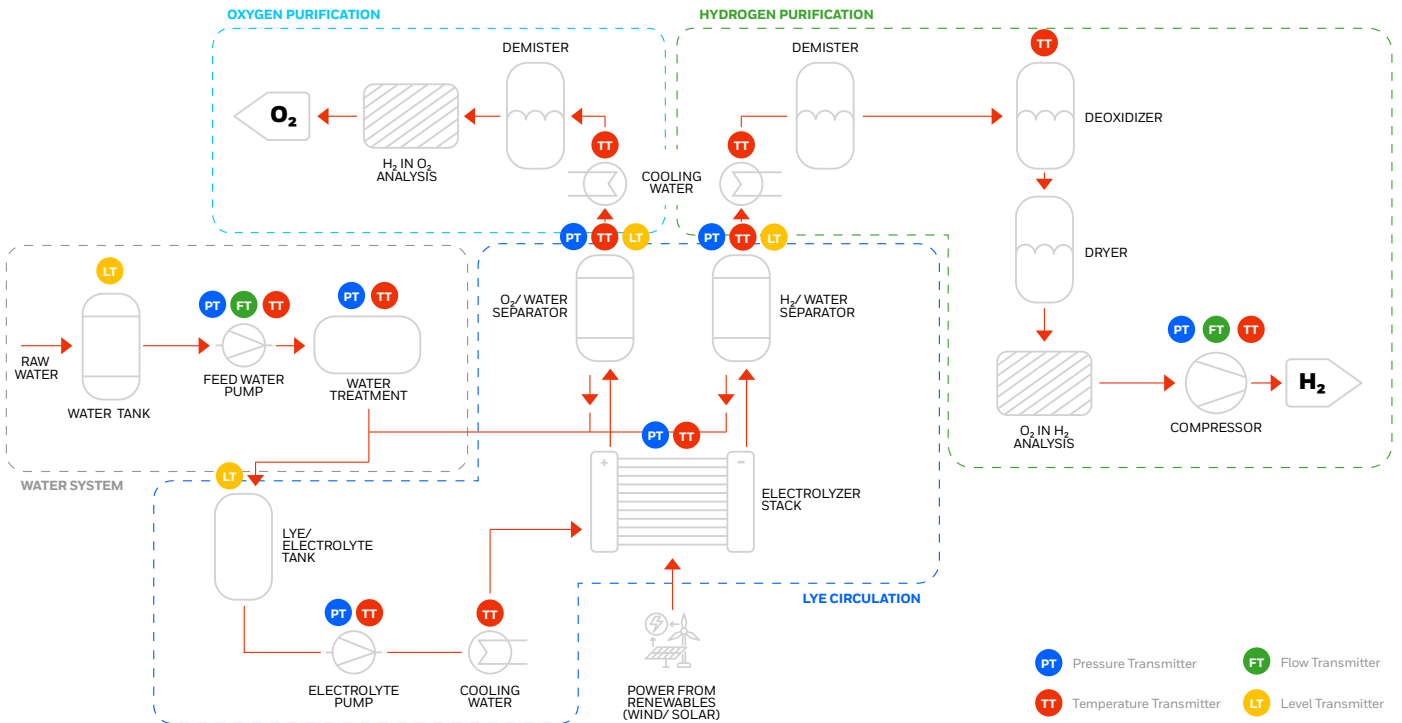 OXYGEN PURIFICATION
HYDROGEN PURIFICATION
DEMISTER
DEMISTER
TT
O₂
H₂ IN O₂
ANALYSIS
TT
COOLING
WATER
TT
DEOXIDIZER
DRYER
PT TT LT
PT TT LT
LT
RAW
WATER
WATER TANK
PT FT TT
FEED WATER
PUMP
PT TT
WATER
TREATMENT
O₂/ WATER
SEPARATOR
H₂/ WATER
SEPARATOR
PT FT TT
O₂ IN H₂
ANALYSIS
COMPRESSOR
H₂
WATER SYSTEM
LT
PT TT
+
−
ELECTROLYZER
STACK
LYE/
ELECTROLYTE
TANK
PT TT
ELECTROLYTE
PUMP
TT
COOLING
WATER
LYE CIRCULATION
POWER FROM
RENEWABLES
(WIND/ SOLAR)
PT Pressure Transmitter
FT Flow Transmitter
TT Temperature Transmitter
LT Level Transmitter